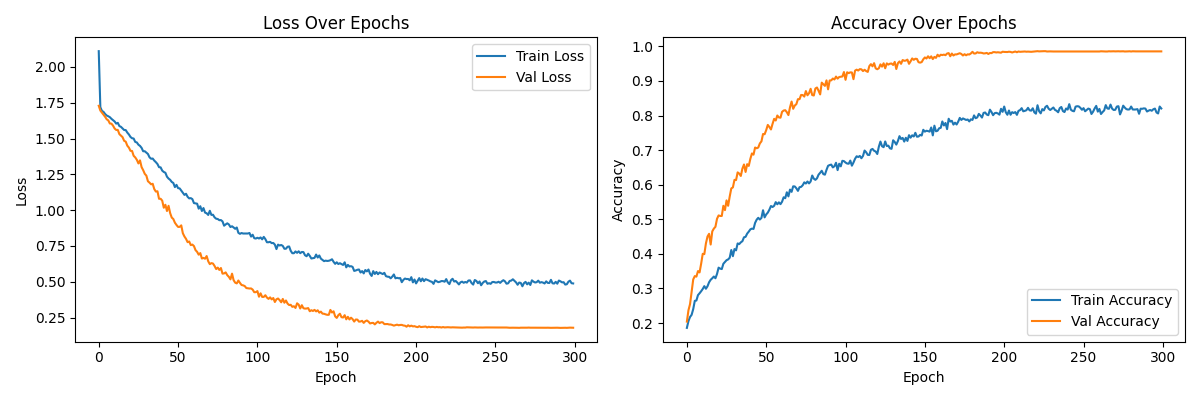 Loss Over Epochs
Train Loss
Val Loss
2.00
1.75
1.50
1.25
1.00
0.75
0.50
0.25
0 50 100 150 200 250 300
Loss
Epoch
Accuracy Over Epochs
1.0
0.9
0.8
0.7
0.6
0.5
0.4
0.3
0.2
Train Accuracy
Val Accuracy
0 50 100 150 200 250 300
Accuracy
Epoch